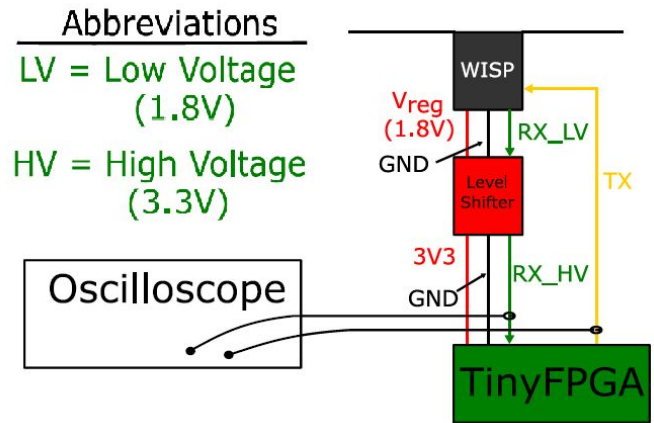 Abbreviations
LV = Low Voltage
(1.8V)
HV = High Voltage
(3.3V)
WISP
Vreg
(1.8V)
RX_LV
GND
Level
Shifter
TX
3V3
RX_HV
GND
Oscilloscope
TinyFPGA